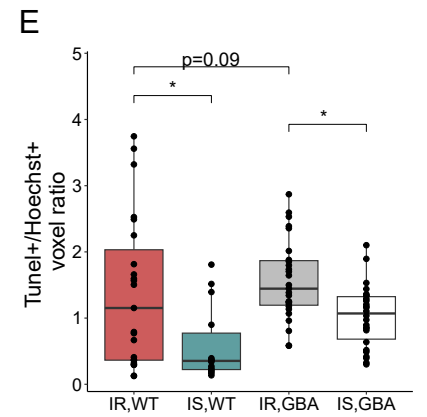 E
5
p=0.09
*
*
4
3
2
1
0
Tunel+/Hoechst+
voxel ratio
IR,WT IS,WT IR,GBA IS,GBA